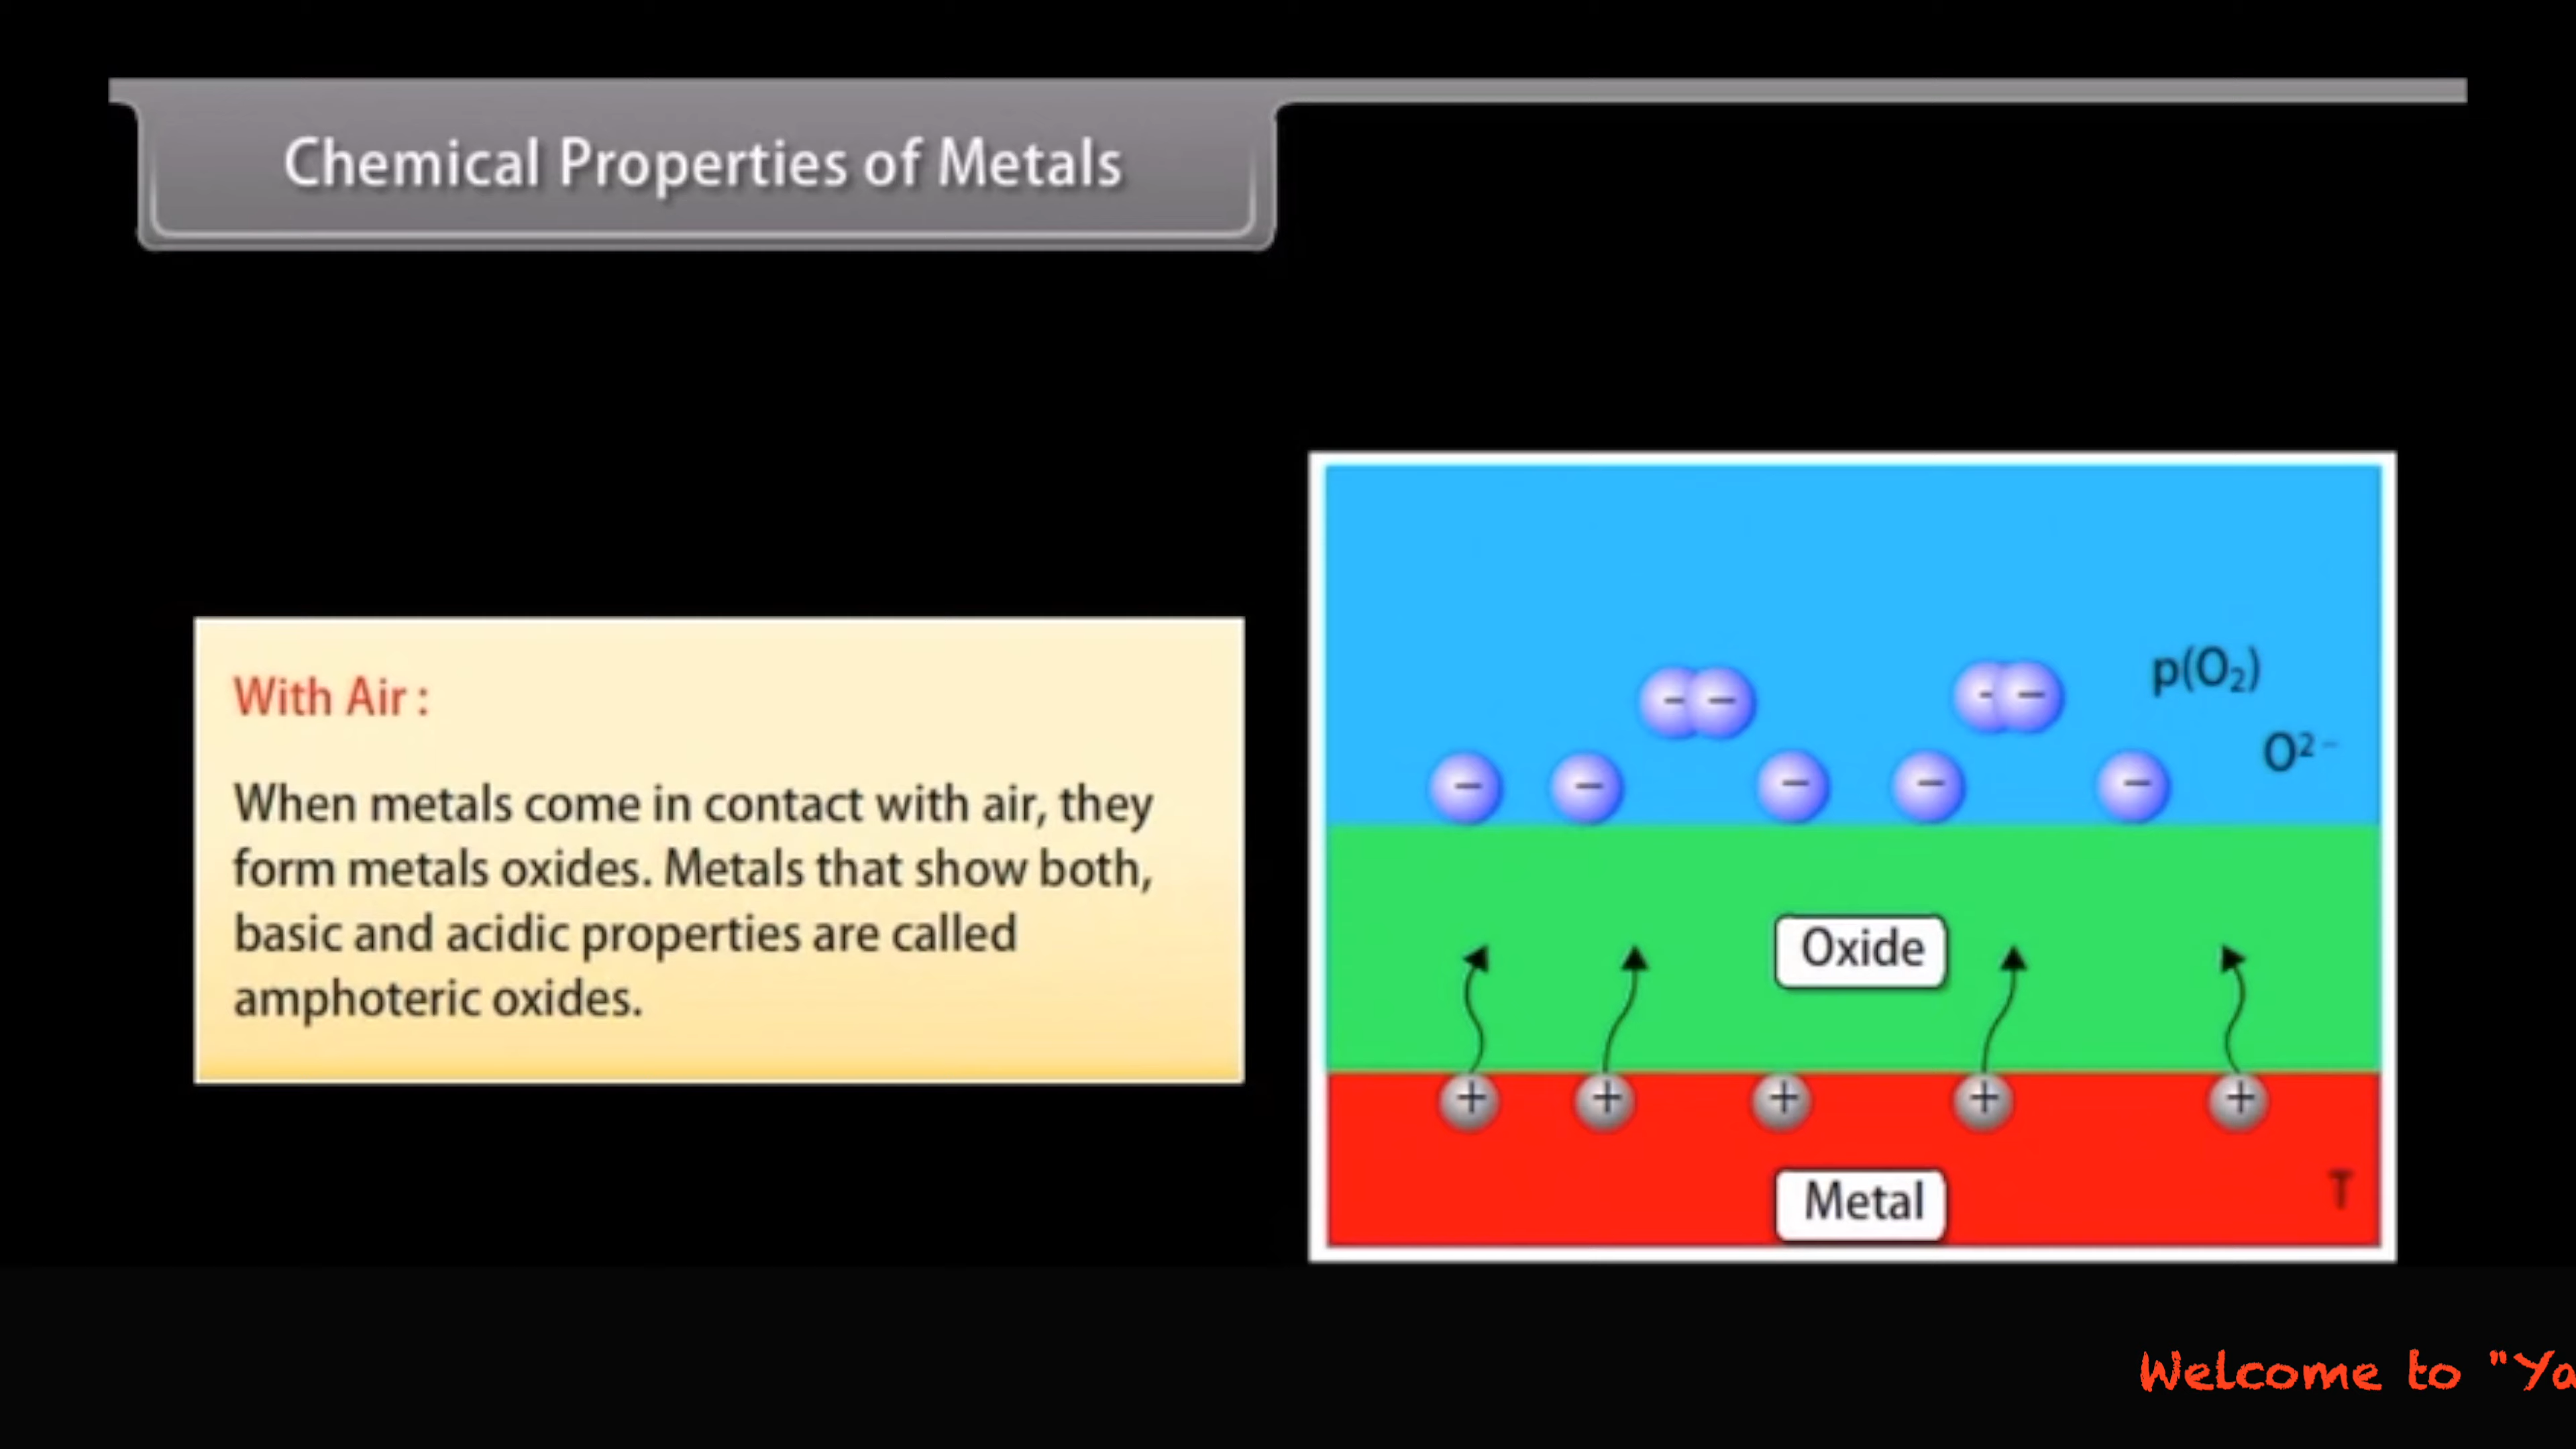 Chemical Properties of Metals
With Air :
When metals come in contact with air, they
form metals oxides. Metals that show both,
basic and acidic properties are called
amphoteric oxides.
p(O₂)
O²⁻
− − − −
− − − − −
Oxide
+ + + + +
Metal
T
Welcome to "Ya